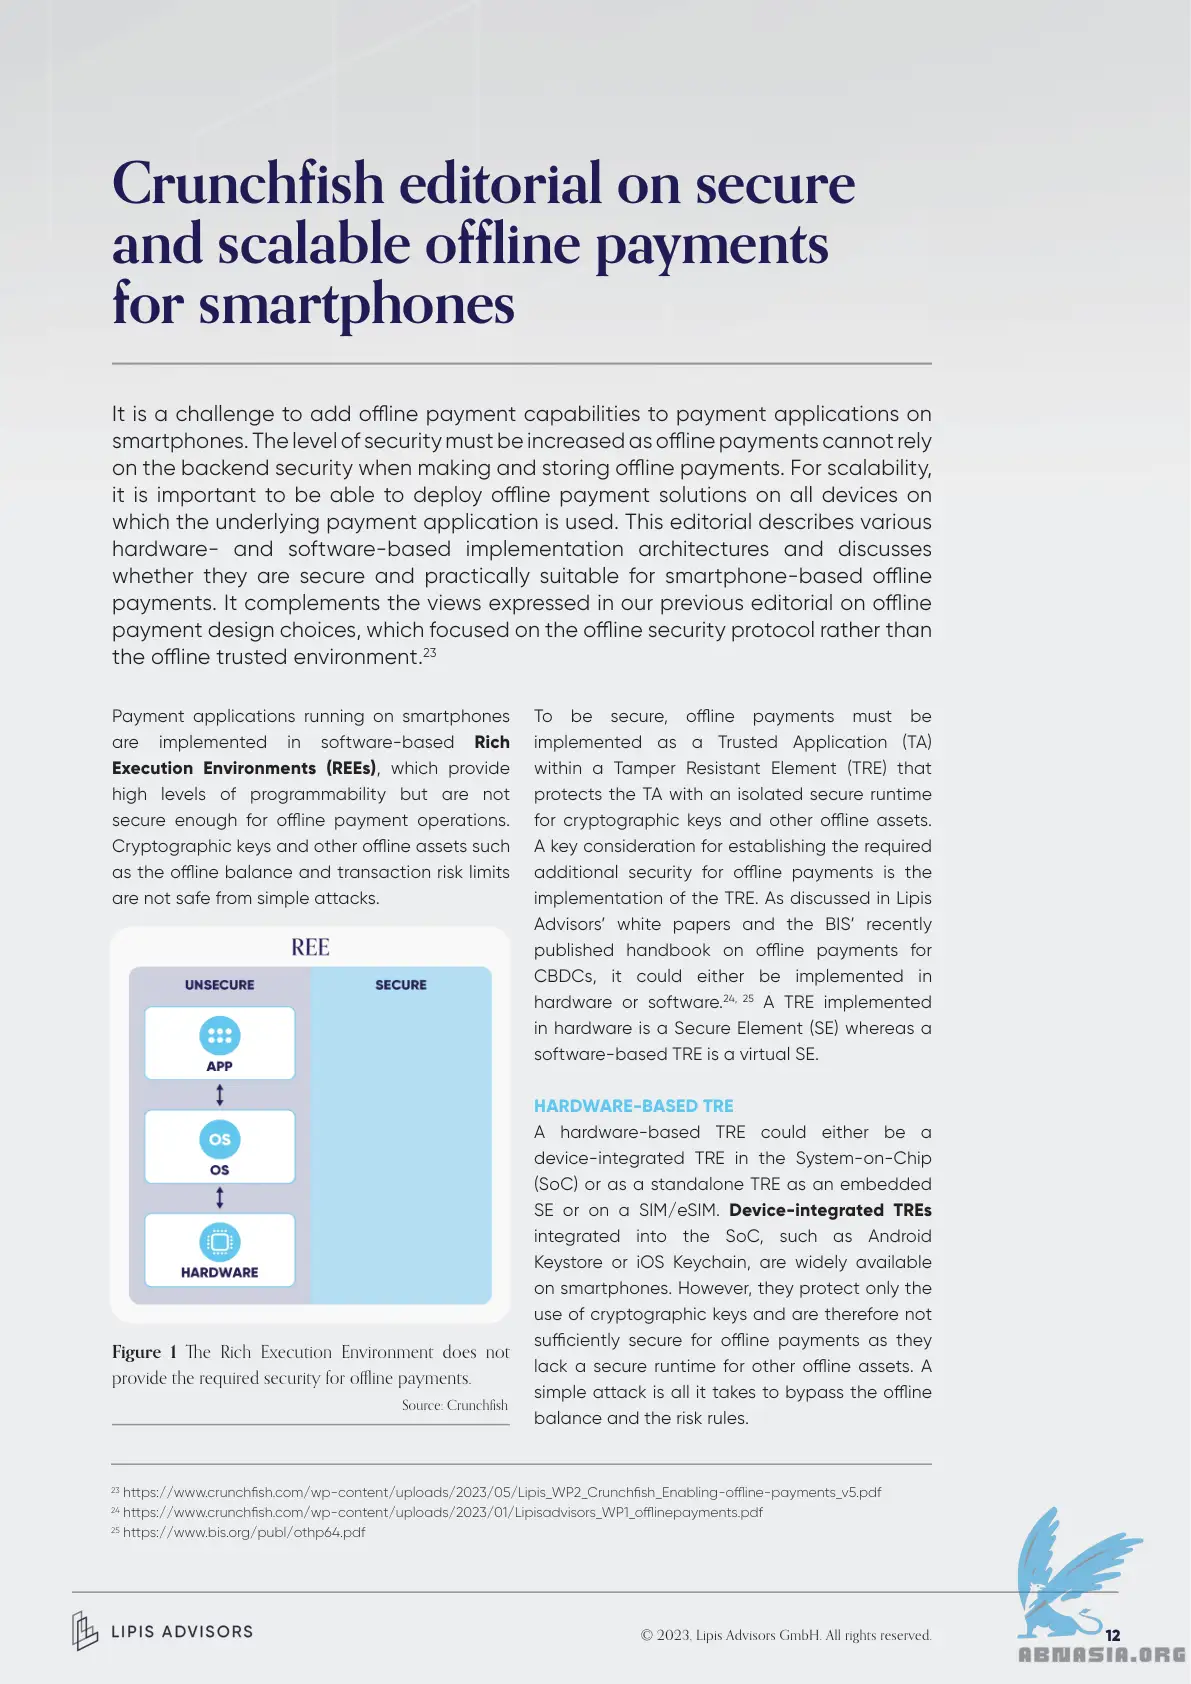 Crunchfish editorial on secure
and scalable offline payments
for smartphones
It is a challenge to add offline payment capabilities to payment applications on
smartphones. The level of security must be increased as offline payments cannot rely
on the backend security when making and storing offline payments. For scalability,
it is important to be able to deploy offline payment solutions on all devices on
which the underlying payment application is used. This editorial describes various
hardware- and software-based implementation architectures and discusses
whether they are secure and practically suitable for smartphone-based offline
payments. It complements the views expressed in our previous editorial on offline
payment design choices, which focused on the offline security protocol rather than
the offline trusted environment.23
Payment applications running on smartphones
are implemented in software-based Rich
Execution Environments (REEs), which provide
high levels of programmability but are not
secure enough for offline payment operations.
Cryptographic keys and other offline assets such
as the offline balance and transaction risk limits
are not safe from simple attacks.
REE
UNSECURE
SECURE
APP
OS
OS
HARDWARE
Figure 1 The Rich Execution Environment does not
provide the required security for offline payments.
Source: Crunchfish
To be secure, offline payments must be
implemented as a Trusted Application (TA)
within a Tamper Resistant Element (TRE) that
protects the TA with an isolated secure runtime
for cryptographic keys and other offline assets.
A key consideration for establishing the required
additional security for offline payments is the
implementation of the TRE. As discussed in Lipis
Advisors' white papers and the BIS' recently
published handbook on offline payments for
CBDCs, it could either be implemented in
hardware or software.24, 25 A TRE implemented
in hardware is a Secure Element (SE) whereas a
software-based TRE is a virtual SE.
HARDWARE-BASED TRE
A hardware-based TRE could either be a
device-integrated TRE in the System-on-Chip
(SoC) or as a standalone TRE as an embedded
SE or on a SIM/eSIM. Device-integrated TREs
integrated into the SoC, such as Android
Keystore or iOS Keychain, are widely available
on smartphones. However, they protect only the
use of cryptographic keys and are therefore not
sufficiently secure for offline payments as they
lack a secure runtime for other offline assets. A
simple attack is all it takes to bypass the offline
balance and the risk rules.
23 https://www.crunchfish.com/wp-content/uploads/2023/05/Lipis_WP2_Crunchfish_Enabling-offline-payments_v5.pdf
24 https://www.crunchfish.com/wp-content/uploads/2023/01/Lipisadvisors_WP1_offlinepayments.pdf
25 https://www.bis.org/publ/othp64.pdf
LIPIS ADVISORS
© 2023, Lipis Advisors GmbH. All rights reserved.
12
ABNASIA.ORG